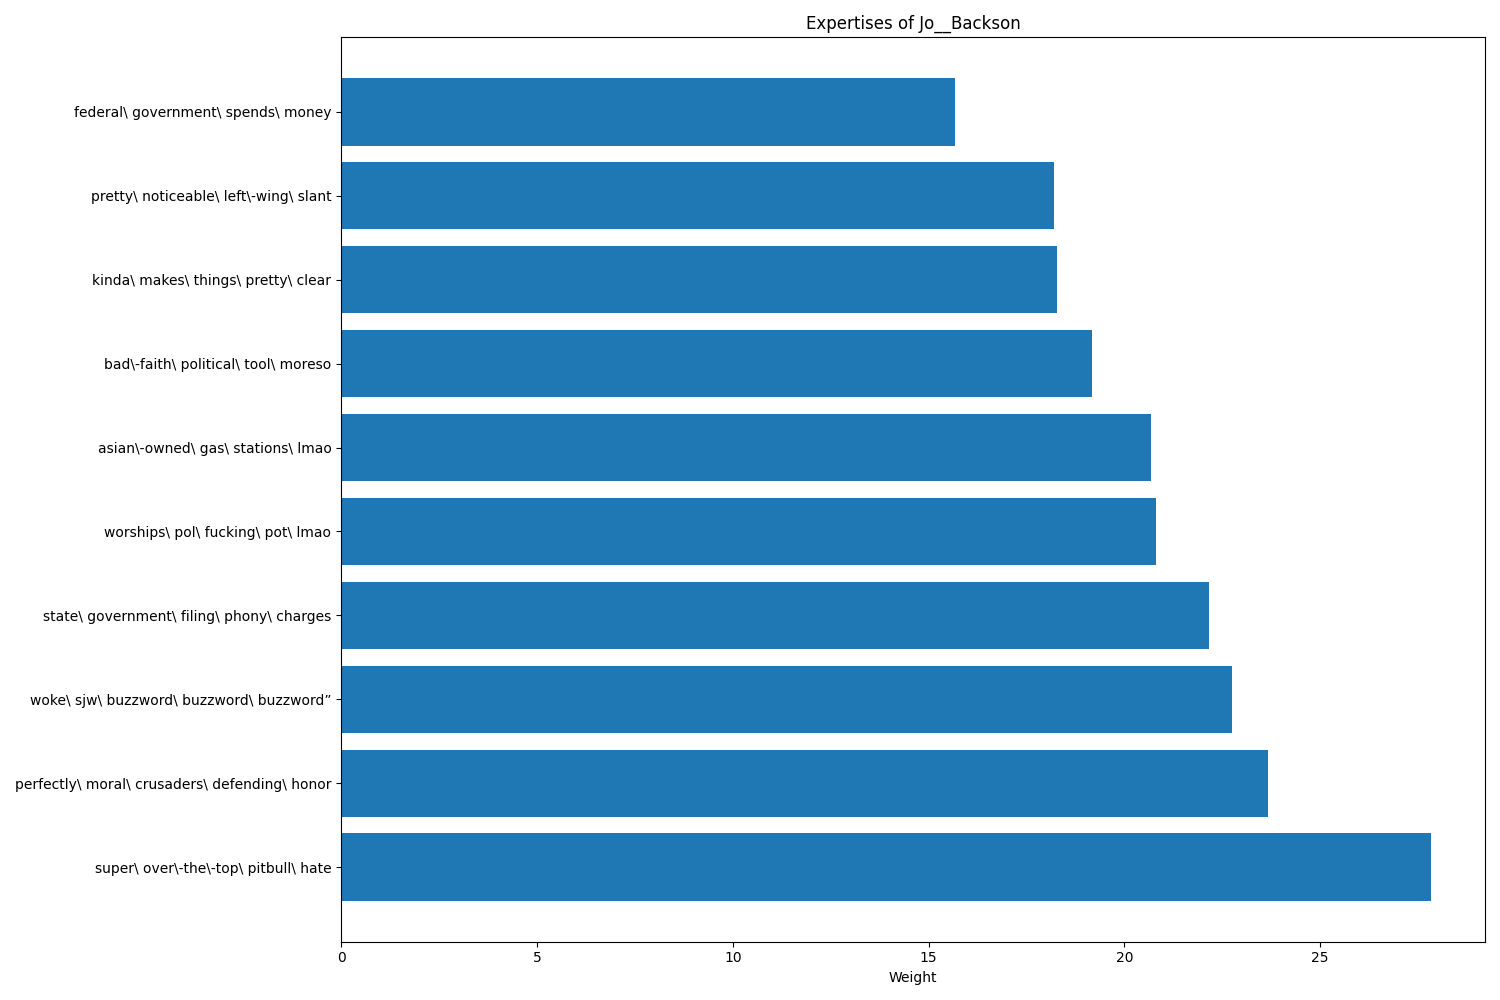 Expertises of Jo__Backson
federal\ government\ spends\ money
pretty\ noticeable\ left\-wing\ slant
kinda\ makes\ things\ pretty\ clear
bad\-faith\ political\ tool\ moreso
asian\-owned\ gas\ stations\ lmao
worships\ pol\ fucking\ pot\ lmao
state\ government\ filing\ phony\ charges
woke\ sjw\ buzzword\ buzzword\ buzzword”
perfectly\ moral\ crusaders\ defending\ honor
super\ over\-the\-top\ pitbull\ hate
0 5 10 15 20 25
Weight